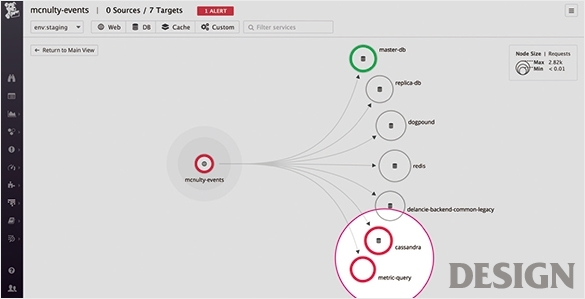 mcnulty-events
0 Sources / 7 Targets
1 ALERT
env:staging
Web
DB
Cache
Custom
Filter services
← Return to Main View
Node Size | Requests
Max 2.82k
Min < 0.01
master-db
replica-db
dogpound
redis
mcnulty-events
delancie-backend-common-legacy
cassandra
metric-query
DESIGN